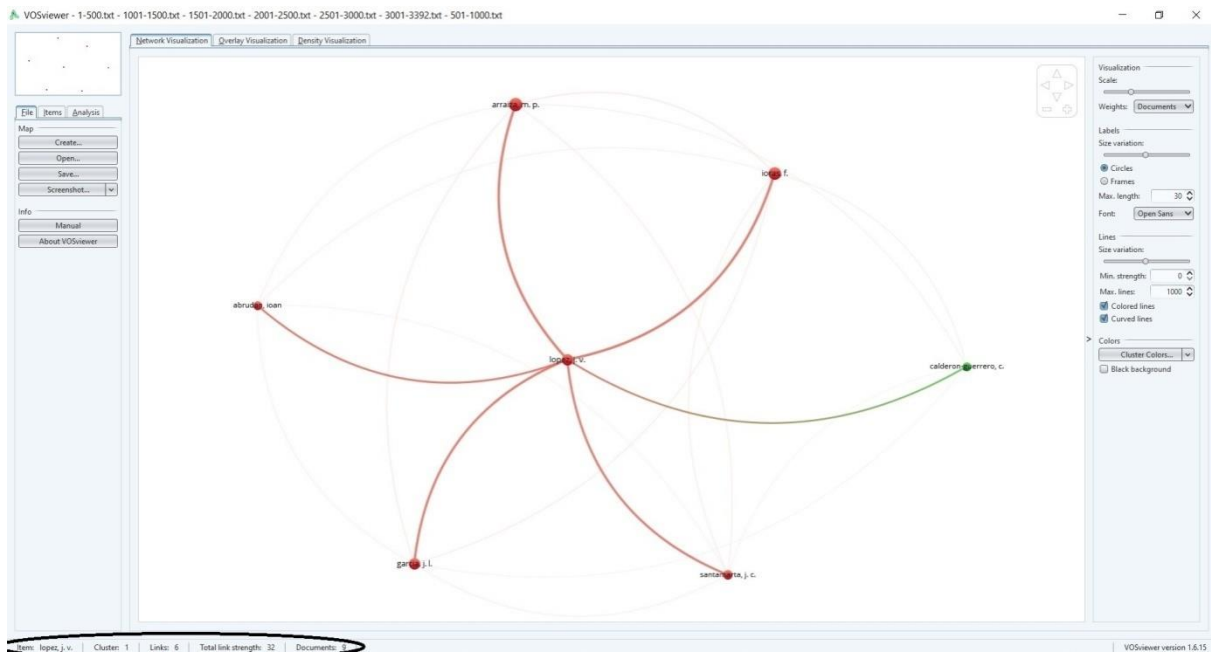 VOSviewer - 1-500.txt - 1001-1500.txt - 1501-2000.txt - 2001-2500.txt - 2501-3000.txt - 3001-3392.txt - 501-1000.txt
Network Visualization Overlay Visualization Density Visualization
File Items Analysis
Map
Create...
Open...
Save...
Screenshot...
Info
Manual
About VOSviewer
m. p.
f.
abrudan, ioan
lopez, j. v.
calderon-guerrero, c.
j. l.
santamarta, j. c.
Visualization
Scale:
Weights: Documents
Labels
Size variation:
Circles
Frames
Max. length: 30
Font: Open Sans
Lines
Size variation:
Min. strength: 0
Max. lines: 1000
Colored lines
Curved lines
>
Colors
Cluster Colors...
Black background
Item: lopez, j. v. Cluster: 1 Links: 6 Total link strength: 32 Documents: 9
VOSviewer version 1.6.15